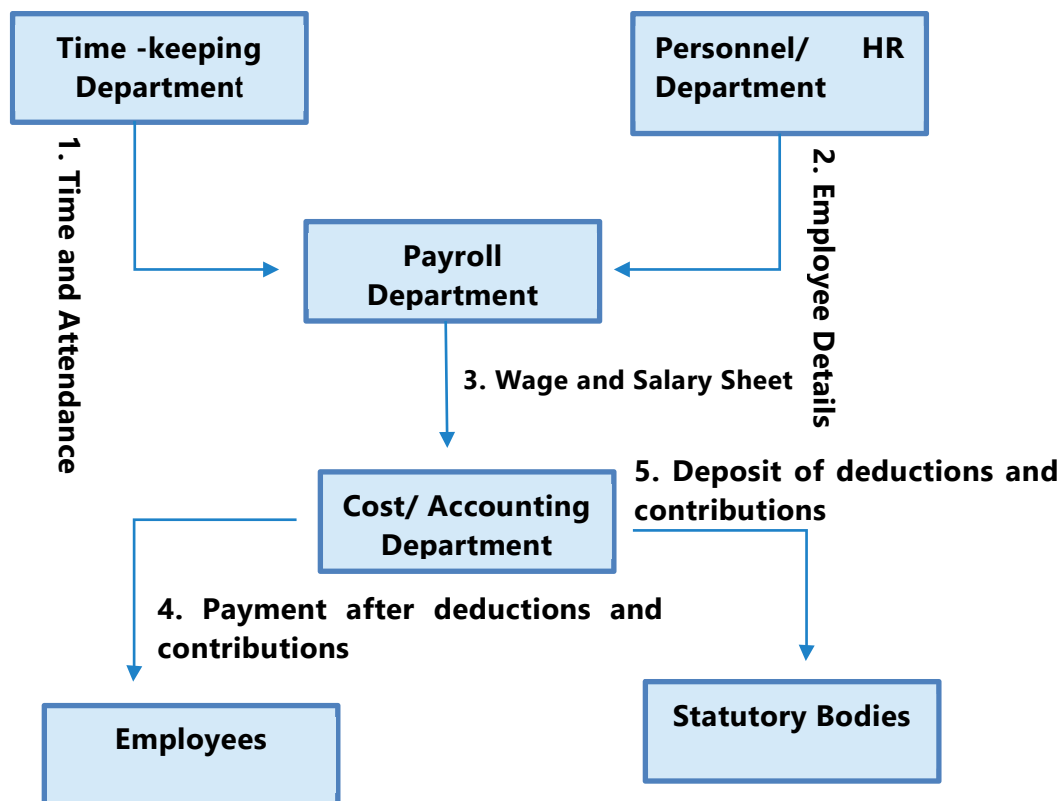 Time -keeping
Department
Personnel/ HR
Department
1. Time and Attendance
2. Employee Details
Payroll
Department
3. Wage and Salary Sheet
5. Deposit of deductions and
contributions
Cost/ Accounting
Department
4. Payment after deductions and
contributions
Employees
Statutory Bodies